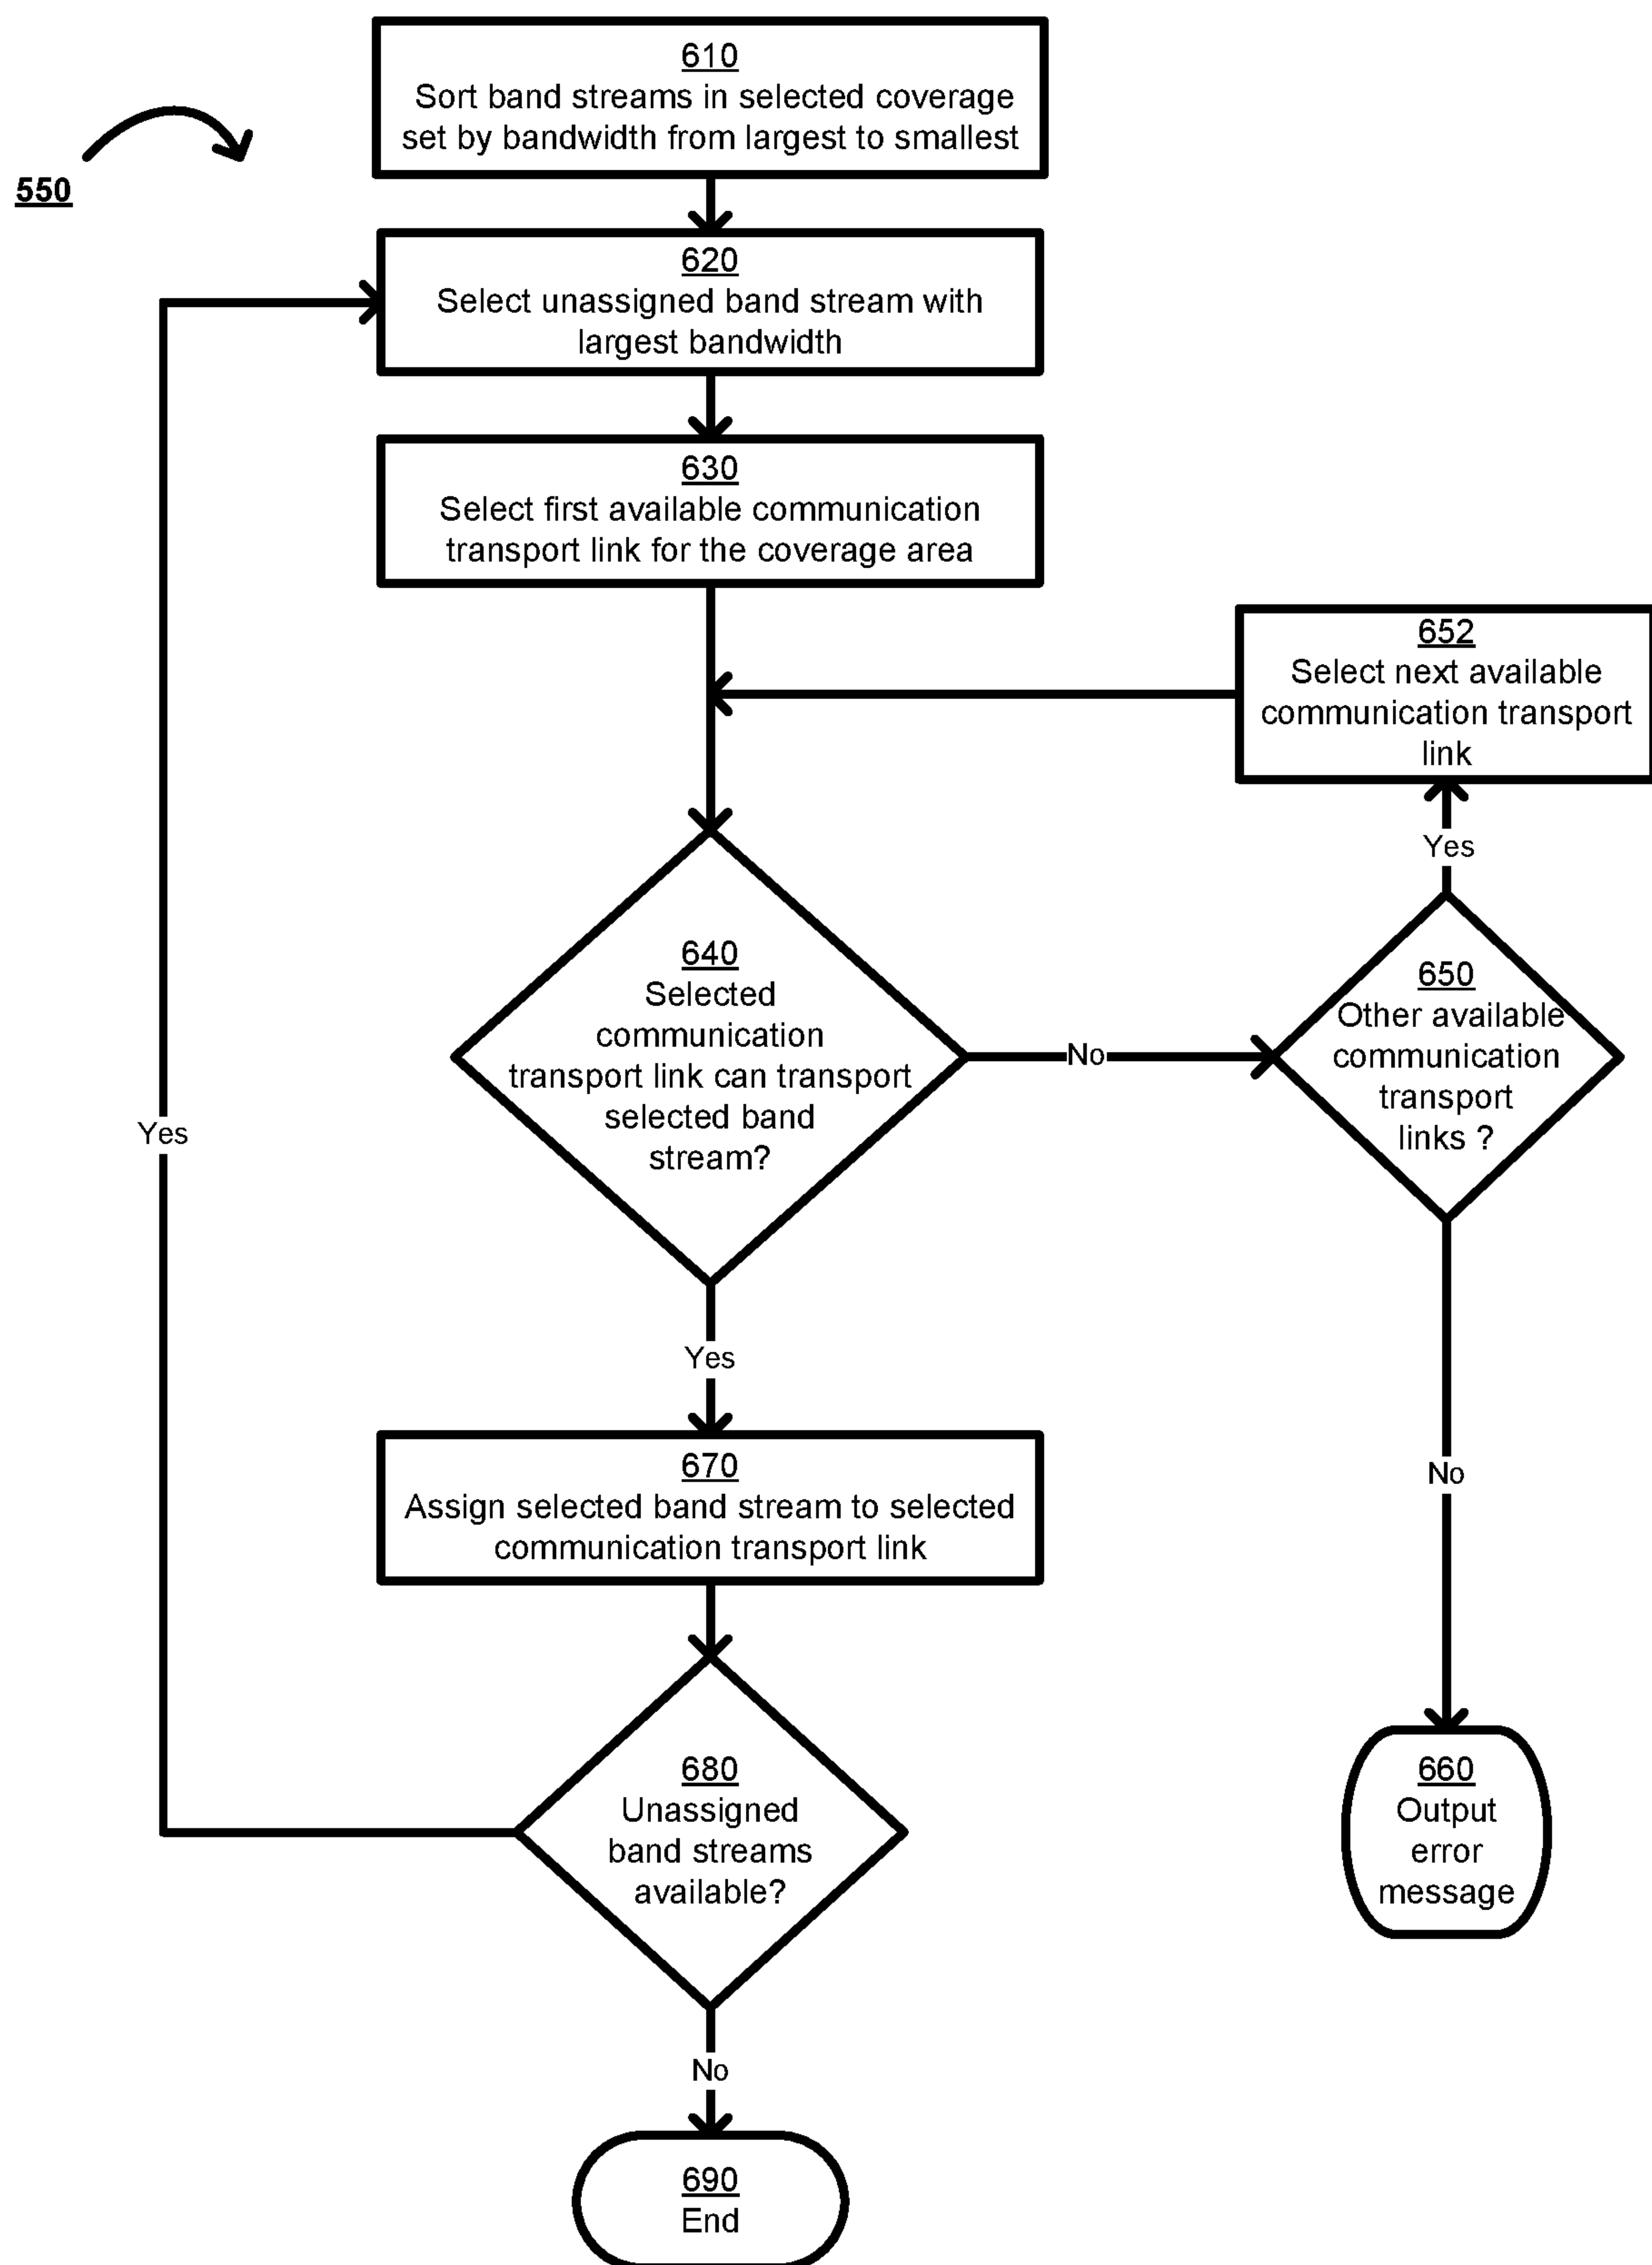 610
Sort band streams in selected coverage
set by bandwidth from largest to smallest
550
620
Select unassigned band stream with
largest bandwidth
630
Select first available communication
transport link for the coverage area
652
Select next available
communication transport
link
Yes
640
Selected
communication
transport link can transport
selected band
stream?
No
650
Other available
communication
transport
links ?
Yes
Yes
No
670
Assign selected band stream to selected
communication transport link
680
Unassigned
band streams
available?
660
Output
error
message
No
690
End